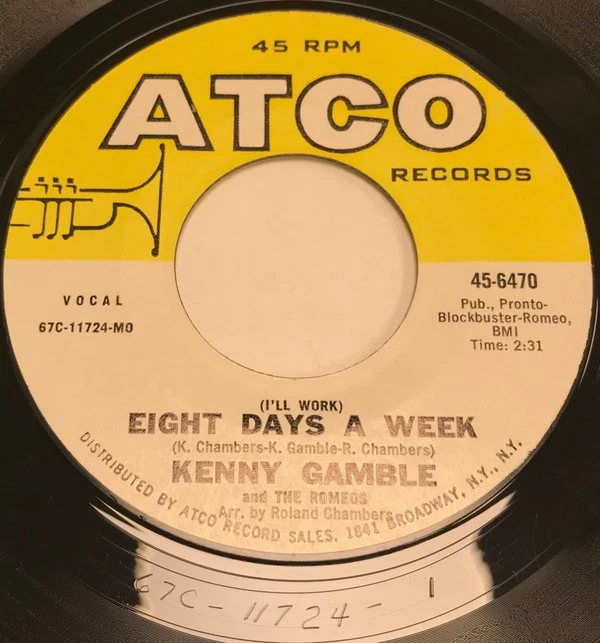 45 RPM
ATCO
RECORDS
45-6470
Pub., Pronto-
Blockbuster-Romeo,
BMI
Time: 2:31
VOCAL
67C-11724-MO
(I'LL WORK)
EIGHT DAYS A WEEK
(K. Chambers-K. Gamble-R. Chambers)
KENNY GAMBLE
and THE ROMEOS
Arr. by Roland Chambers
DISTRIBUTED BY ATCO RECORD SALES. 1841 BROADWAY, N.Y., N.Y.
67C-11724-1